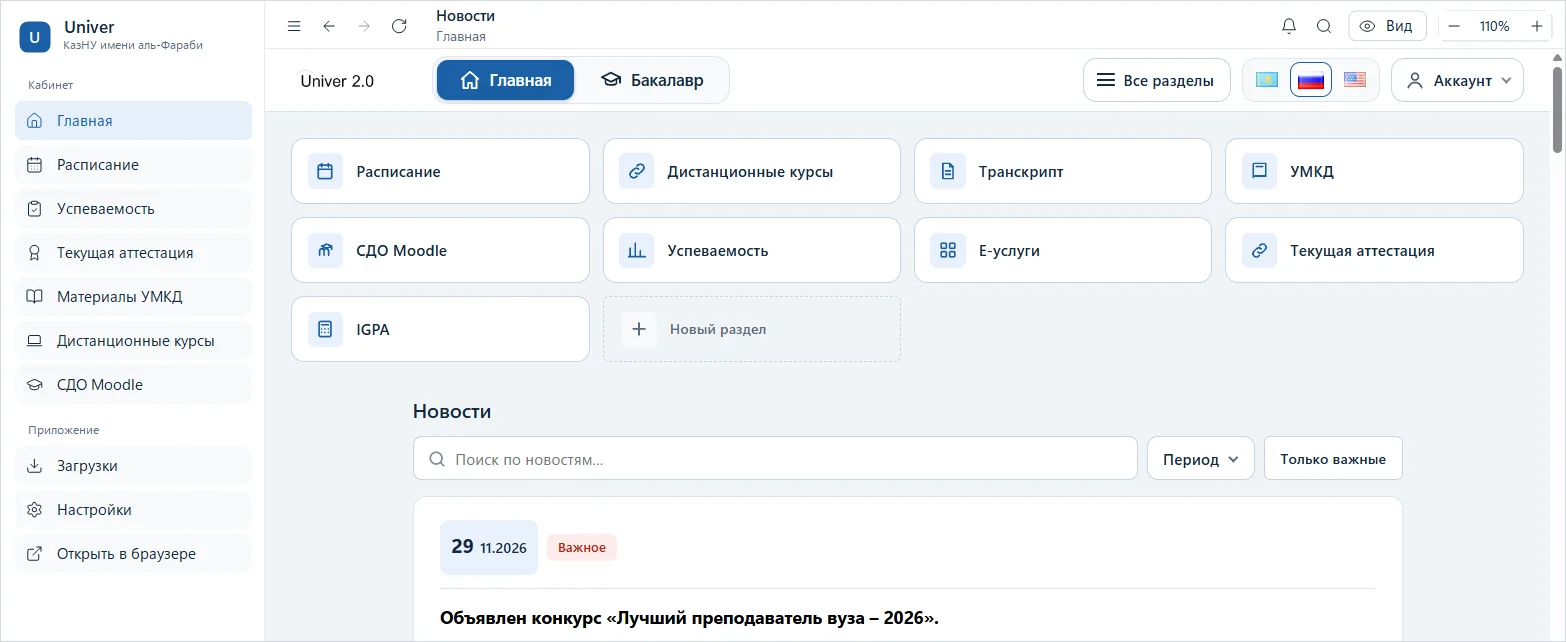 U
Univer
КазНУ имени аль-Фараби
Кабинет
Главная
Расписание
Успеваемость
Текущая аттестация
Материалы УМКД
Дистанционные курсы
СДО Moodle
Приложение
Загрузки
Настройки
Открыть в браузере
Новости
Главная
Вид
110%
Univer 2.0
Главная
Бакалавр
Все разделы
Аккаунт
Расписание
Дистанционные курсы
Транскрипт
УМКД
СДО Moodle
Успеваемость
Е-услуги
Текущая аттестация
IGPA
Новый раздел
Новости
Поиск по новостям...
Период
Только важные
29 11.2026
Важное
Объявлен конкурс «Лучший преподаватель вуза – 2026».